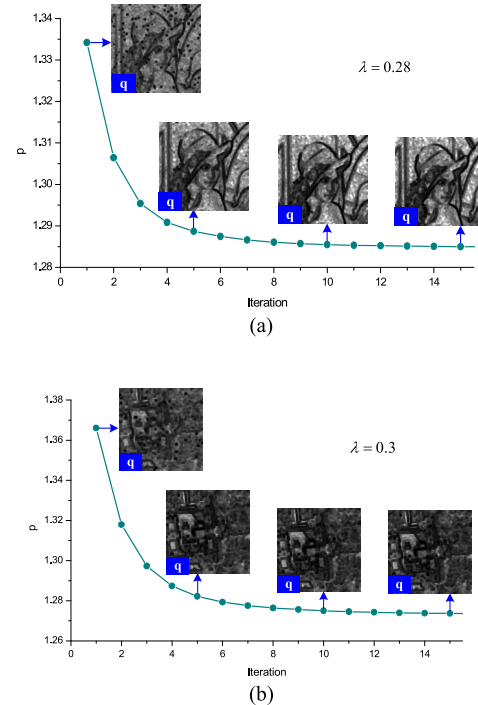 1.34
1.33
1.32
1.31
1.30
1.29
1.28
p
q
q
q
q
λ = 0.28
0 2 4 6 8 10 12 14
Iteration
(a)
1.38
1.36
1.34
1.32
1.30
1.28
1.26
p
q
q
q
q
λ = 0.3
0 2 4 6 8 10 12 14
Iteration
(b)